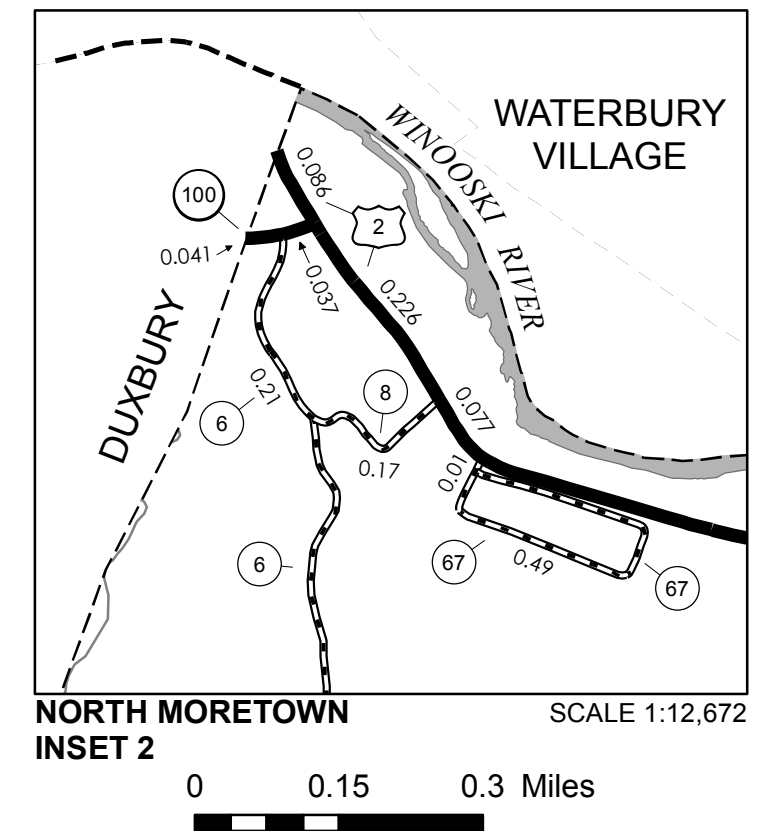 WATERBURY
VILLAGE
WINOOSKI RIVER
0.086
100
2
0.041
0.037
0.226
DUXBURY
0.21
8
6
0.077
0.17
0.01
6
67
0.49
67
NORTH MORETOWN
INSET 2
SCALE 1:12,672
0 0.15 0.3 Miles